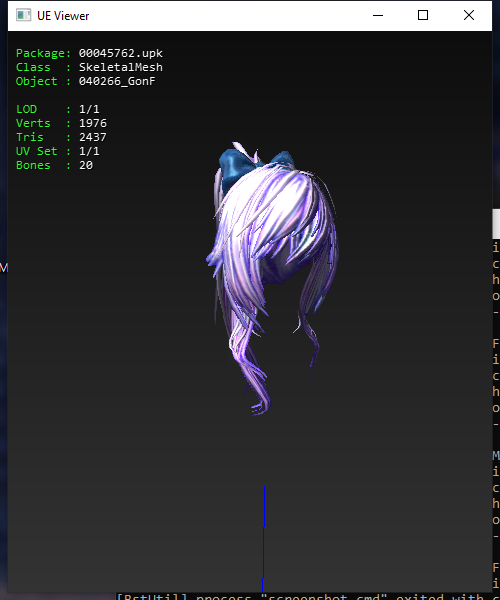 UE Viewer
Package: 00045762.upk
Class : SkeletalMesh
Object : 040266_GonF
LOD : 1/1
Verts : 1976
Tris : 2437
UV Set : 1/1
Bones : 20
M
i
c
h
o
-
F
i
c
h
o
-
M
i
c
h
o
-
F
i
[BstUtil] process "screenshot.cmd" exited with c